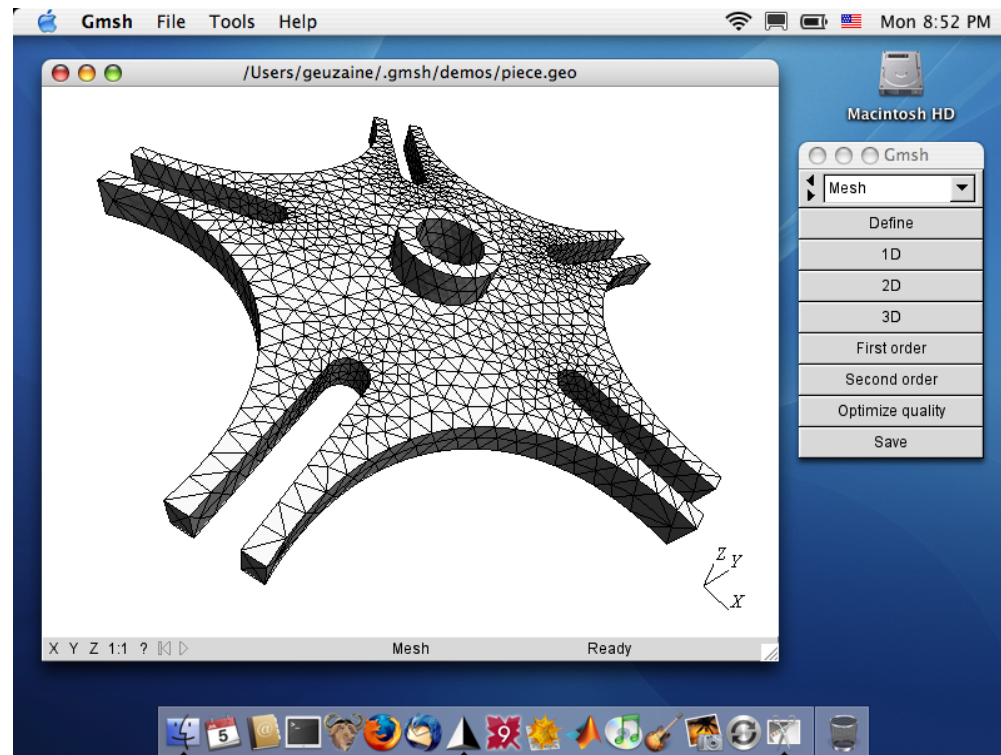 Gmsh File Tools Help Mon 8:52 PM
/Users/geuzaine/.gmsh/demos/piece.geo
Macintosh HD
Gmsh
Mesh
Define
1D
2D
3D
First order
Second order
Optimize quality
Save
Z Y
X
X Y Z 1:1 ? Mesh Ready
5
@
9